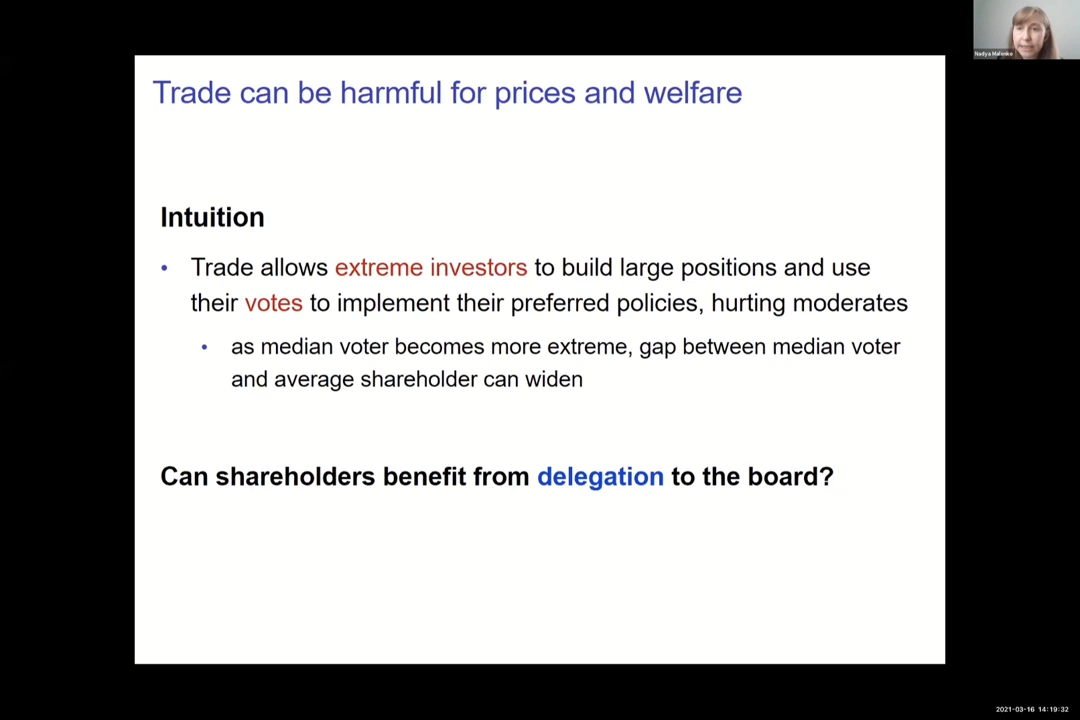 Nadya Malenko
Trade can be harmful for prices and welfare
Intuition
• Trade allows extreme investors to build large positions and use
their votes to implement their preferred policies, hurting moderates
• as median voter becomes more extreme, gap between median voter
and average shareholder can widen
Can shareholders benefit from delegation to the board?
2021-03-16 14:19:32